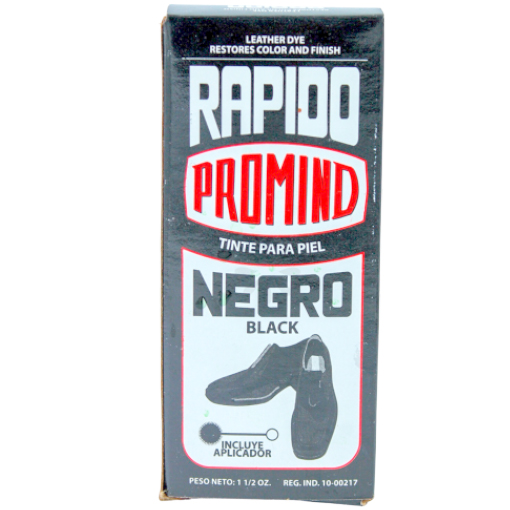 LEATHER DYE
RESTORES COLOR AND FINISH
RAPIDO
PROMIND
TINTE PARA PIEL
NEGRO
BLACK
INCLUYE
APLICADOR
PESO NETO: 1 1/2 OZ. REG. IND. 10-00217